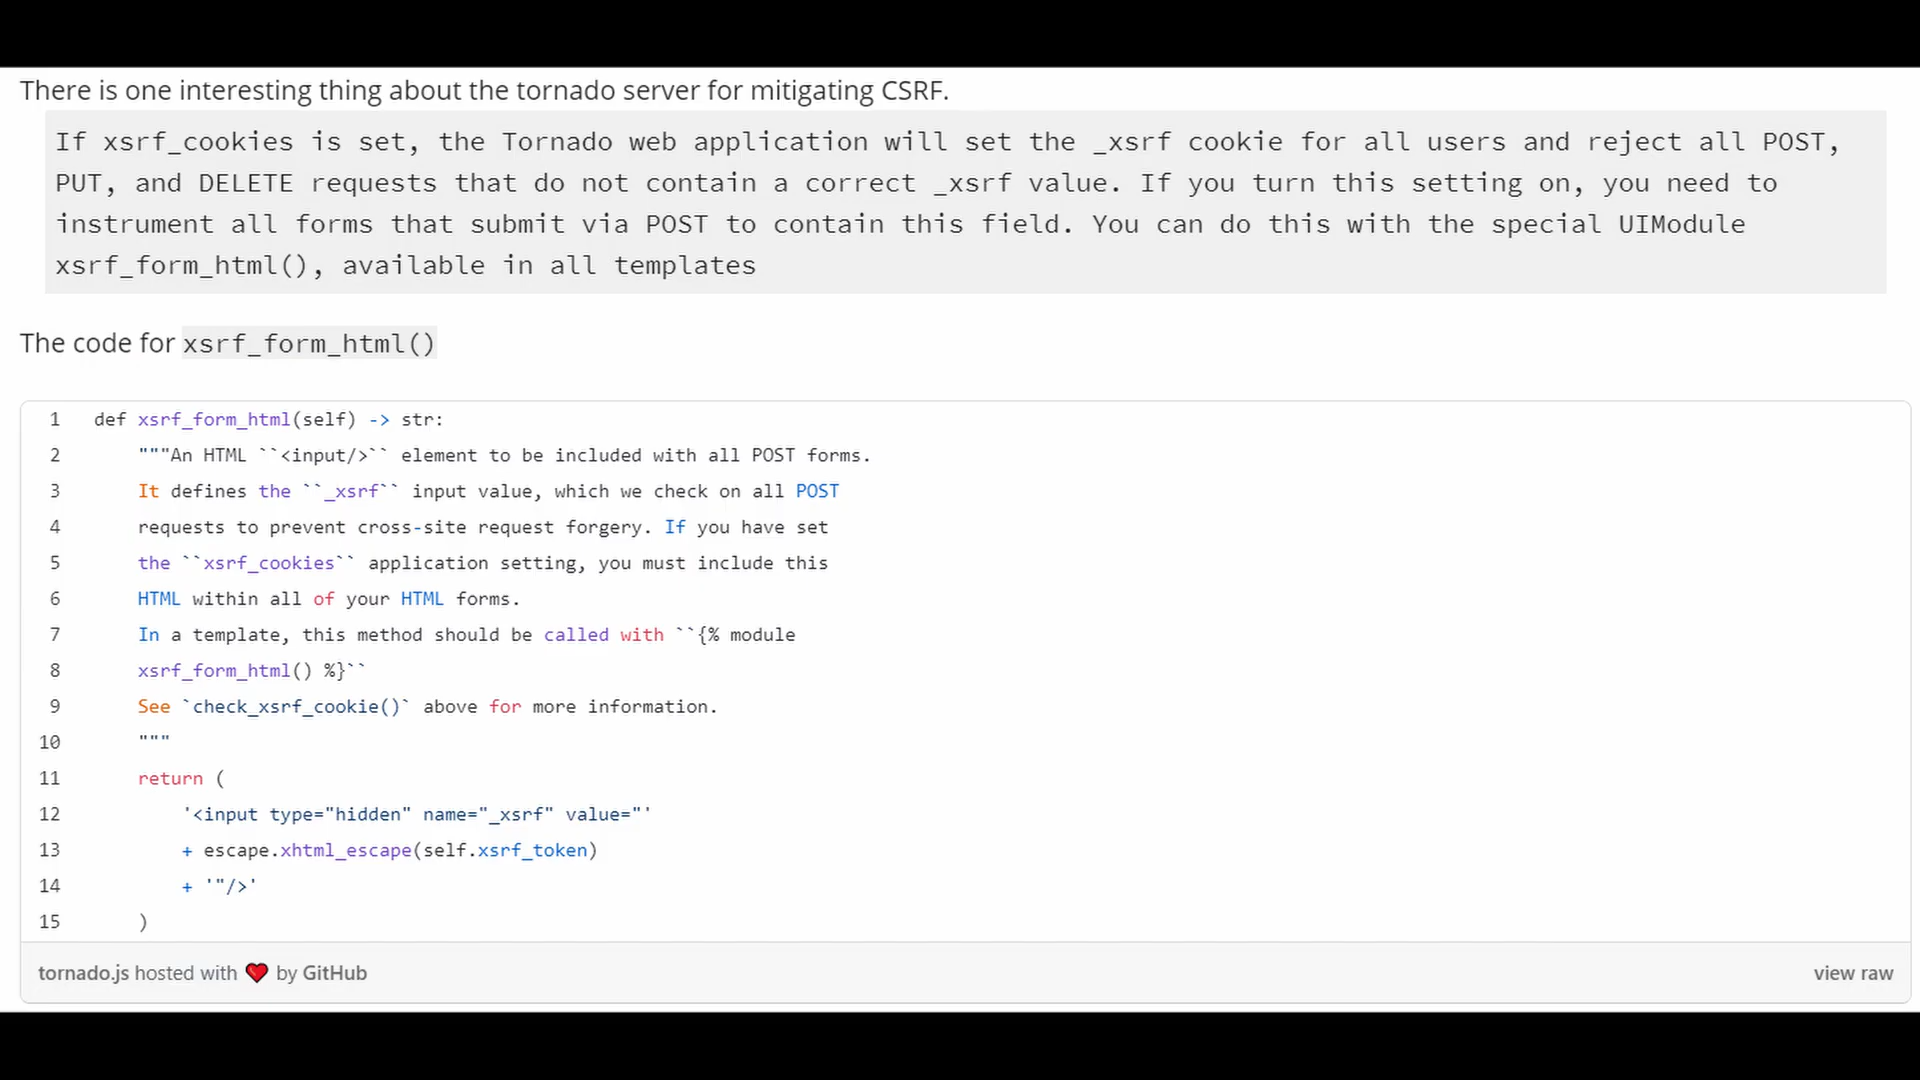 There is one interesting thing about the tornado server for mitigating CSRF.
If xsrf_cookies is set, the Tornado web application will set the _xsrf cookie for all users and reject all POST,
PUT, and DELETE requests that do not contain a correct _xsrf value. If you turn this setting on, you need to
instrument all forms that submit via POST to contain this field. You can do this with the special UIModule
xsrf_form_html(), available in all templates
The code for xsrf_form_html()
1 def xsrf_form_html(self) -> str:
2 """An HTML ``<input/>`` element to be included with all POST forms.
3 It defines the ``_xsrf`` input value, which we check on all POST
4 requests to prevent cross-site request forgery. If you have set
5 the ``xsrf_cookies`` application setting, you must include this
6 HTML within all of your HTML forms.
7 In a template, this method should be called with ``{% module
8 xsrf_form_html() %}``
9 See `check_xsrf_cookie()` above for more information.
10 """
11 return (
12 '<input type="hidden" name="_xsrf" value="'
13 + escape.xhtml_escape(self.xsrf_token)
14 + '"/>'
15 )
tornado.js hosted with ❤ by GitHub view raw